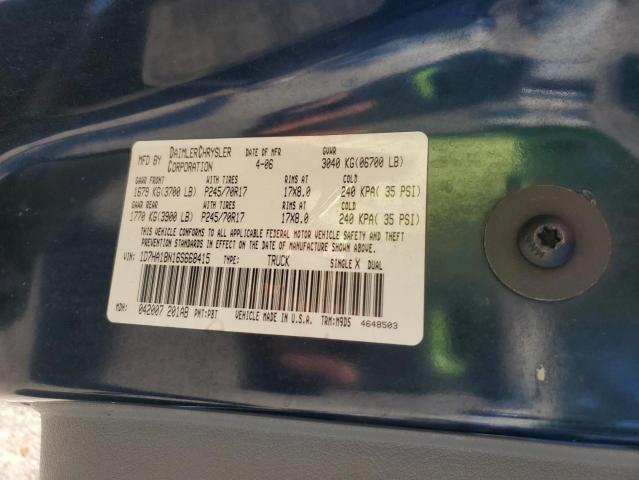 MFD BY DAIMLERCHRYSLER CORPORATION DATE OF MFR 4-06 GVWR 3040 KG(06700 LB)
GAWR FRONT WITH TIRES RIMS AT COLD
1679 KG(3700 LB) P245/70R17 17X8.0 240 KPA( 35 PSI)
GAWR REAR WITH TIRES RIMS AT COLD
1770 KG(3900 LB) P245/70R17 17X8.0 240 KPA( 35 PSI)
THIS VEHICLE CONFORMS TO ALL APPLICABLE FEDERAL MOTOR VEHICLE SAFETY AND THEFT
PREVENTION STANDARDS IN EFFECT ON THE DATE OF MANUFACTURE SHOWN ABOVE.
VIN: 1D7HA18N16S668415 TYPE: TRUCK SINGLE X DUAL
MDH: 042007 201AB PNT:PBT VEHICLE MADE IN U.S.A. TRM:M9D5 4648503